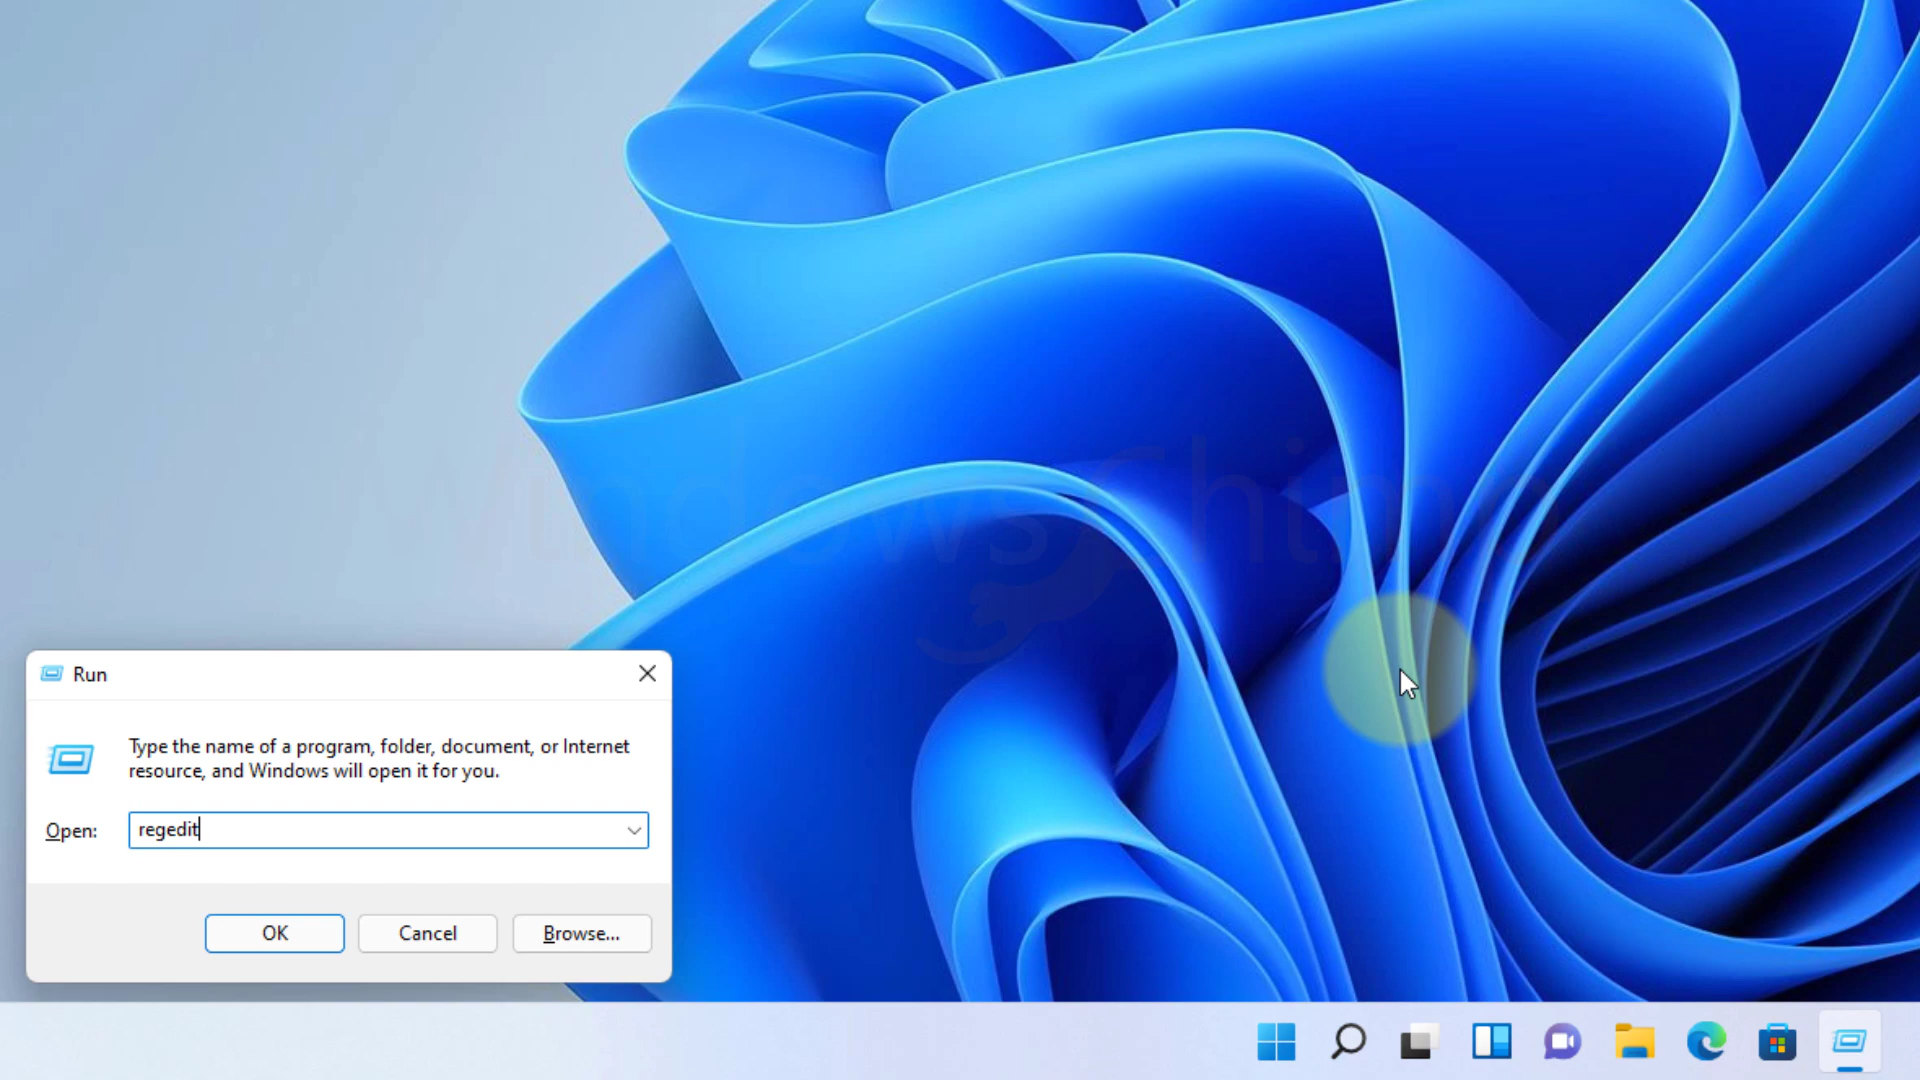 Run
Type the name of a program, folder, document, or Internet
resource, and Windows will open it for you.
Open:
regedit
OK
Cancel
Browse...